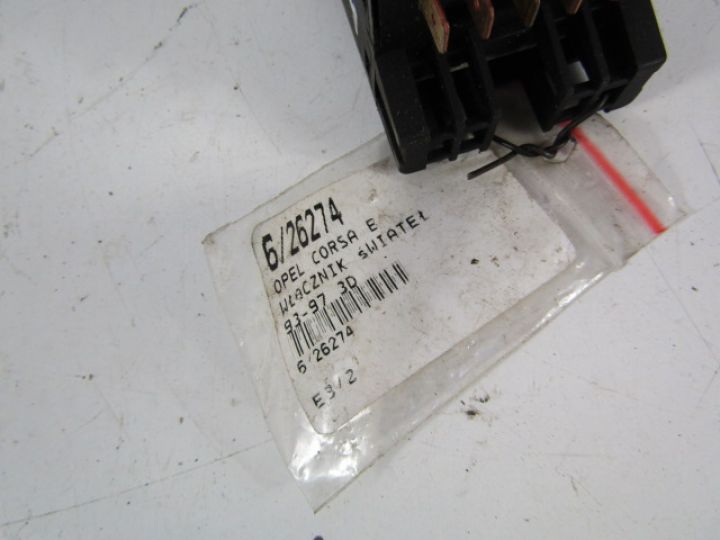 6/26274
OPEL CORSA B
WŁĄCZNIK ŚWIATEŁ
93-97 3D
6/26274
E3/2